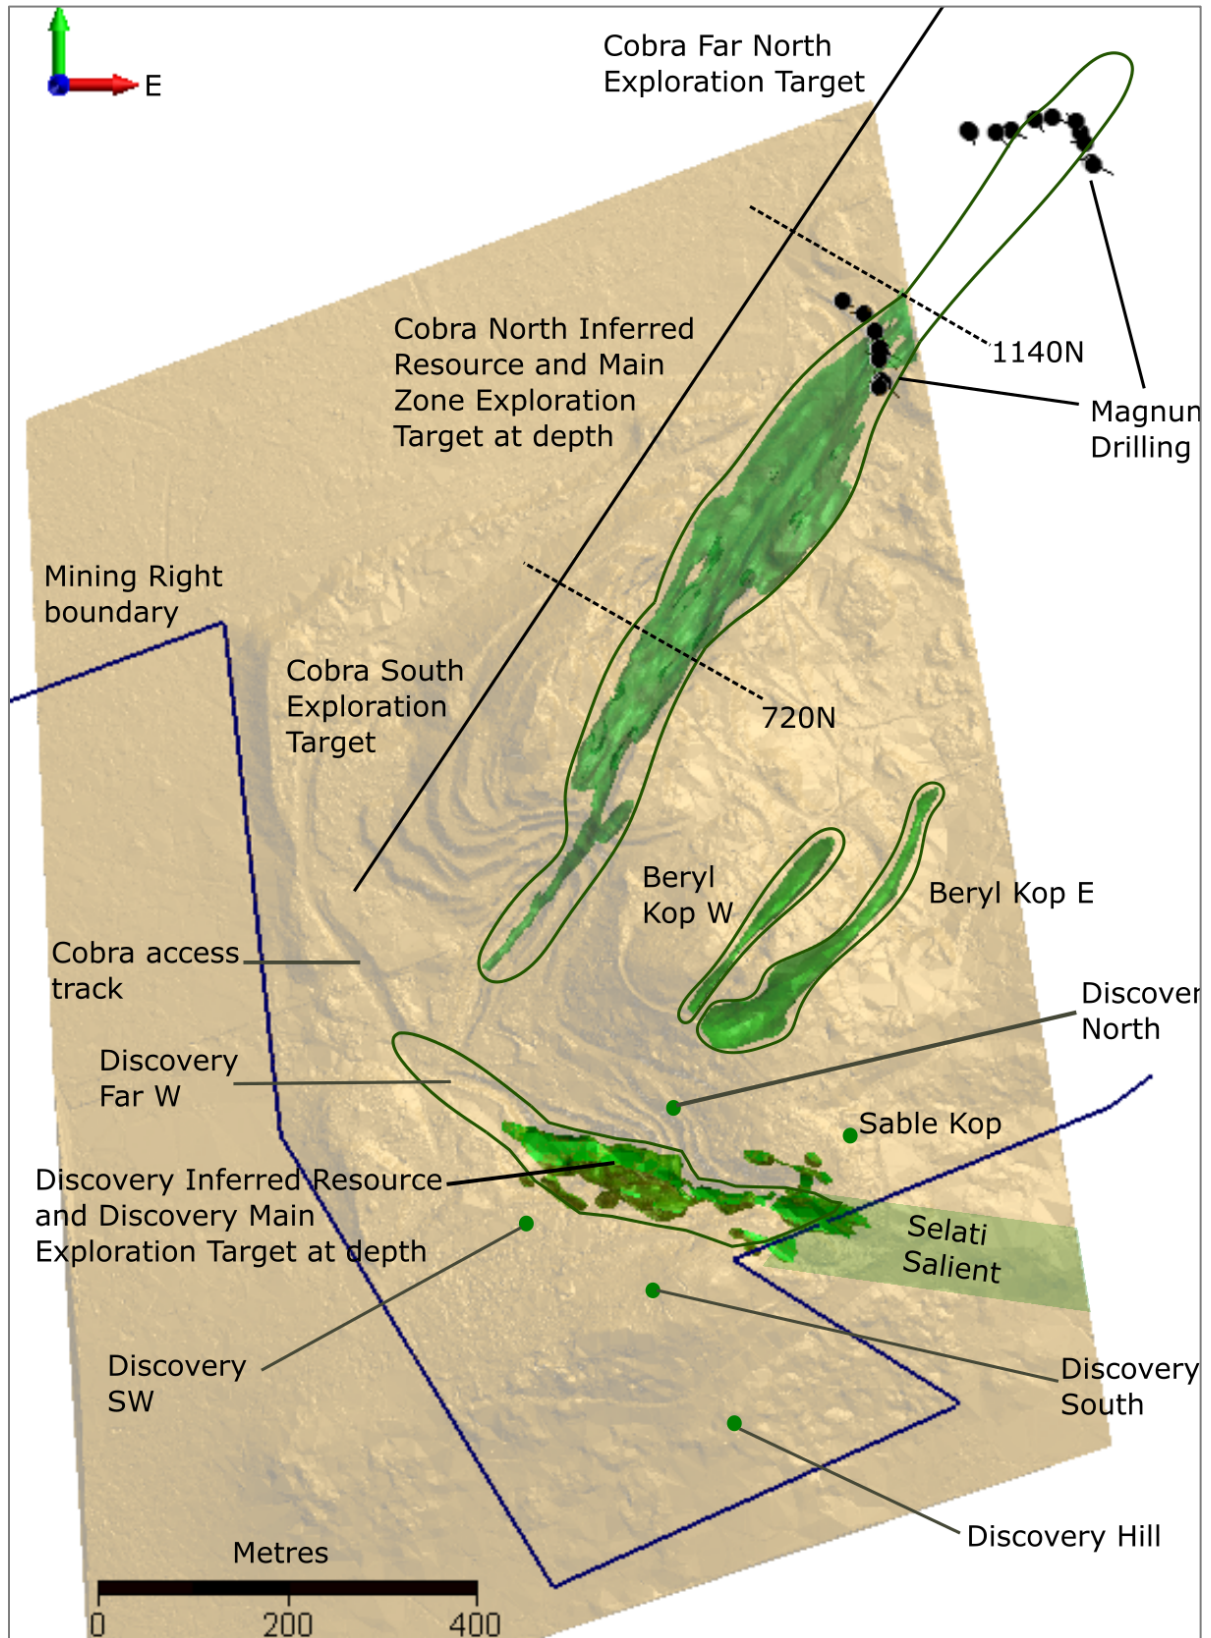 Cobra Far North
Exploration Target
E
Cobra North Inferred
Resource and Main
Zone Exploration
Target at depth
1140N
Magnun
Drilling
Mining Right
boundary
Cobra South
Exploration
Target
720N
Beryl
Kop W
Beryl Kop E
Cobra access
track
Discover
North
Discovery
Far W
Sable Kop
Discovery Inferred Resource
and Discovery Main
Exploration Target at depth
Selati
Salient
Discovery
SW
Discovery
South
Discovery Hill
Metres
0 200 400